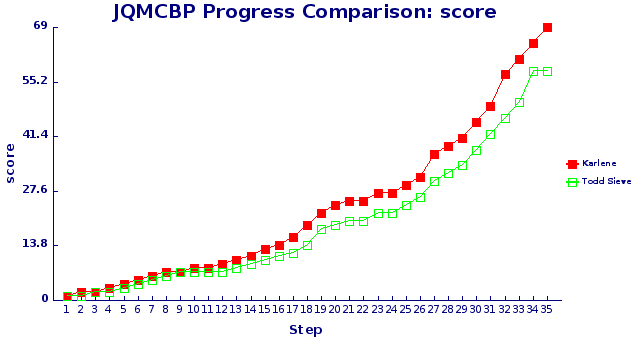 JQMCBP Progress Comparison: score
69
55.2
41.4
27.6
13.8
0
score
1 2 3 4 5 6 7 8 9 10 11 12 13 14 15 16 17 18 19 20 21 22 23 24 25 26 27 28 29 30 31 32 33 34 35
Step
Karlene
Todd Siewe